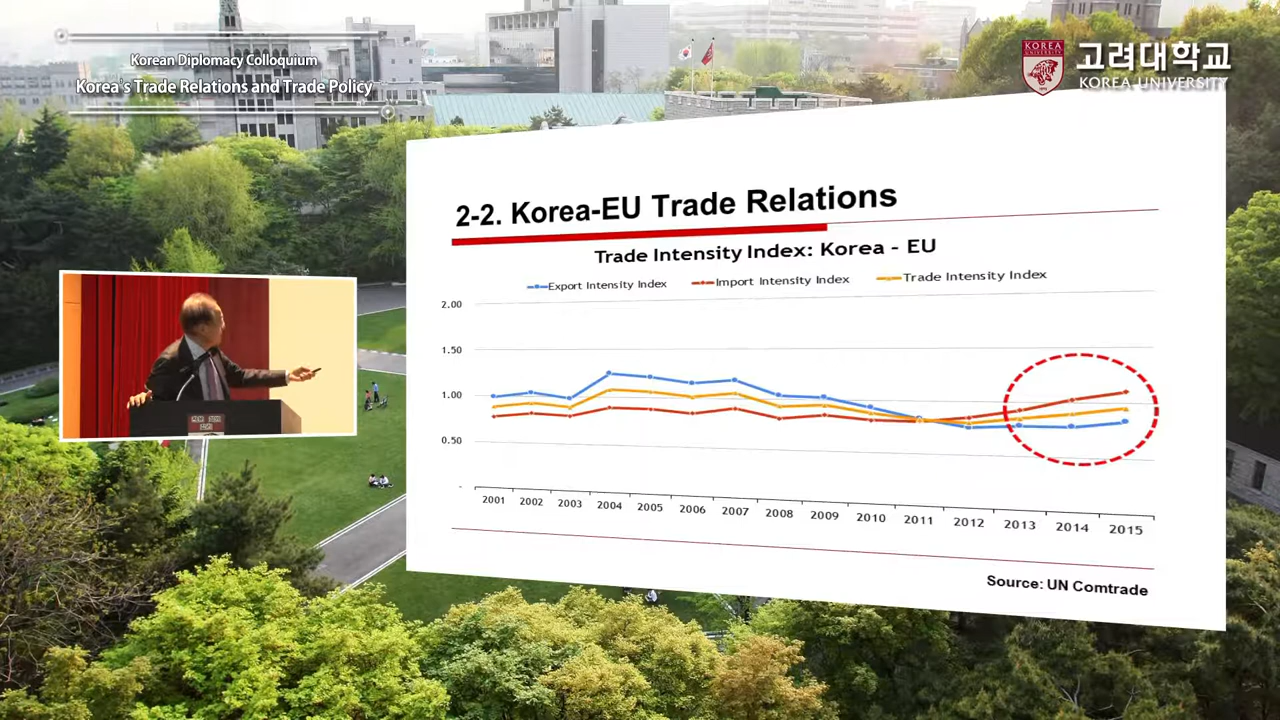 Korean Diplomacy Colloquium
Korea's Trade Relations and Trade Policy
KOREA
UNIVERSITY
고려대학교
KOREA UNIVERSITY
2-2. Korea-EU Trade Relations
Trade Intensity Index: Korea - EU
Export Intensity Index Import Intensity Index Trade Intensity Index
2.00
1.50
1.00
0.50
-
2001 2002 2003 2004 2005 2006 2007 2008 2009 2010 2011 2012 2013 2014 2015
Source: UN Comtrade